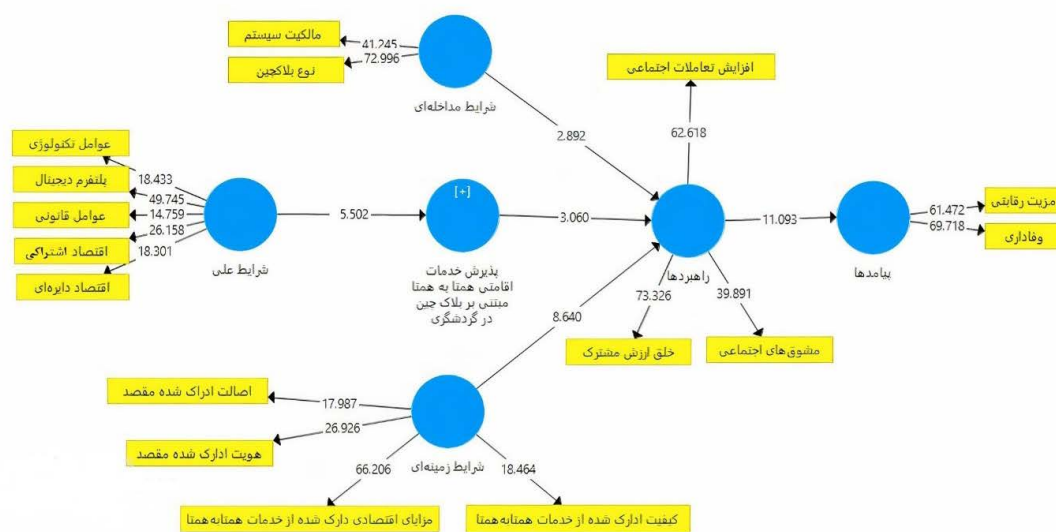 مالکیت سیستم
41.245
72.996
نوع بلاکچین
شرایط مداخله‌ای
افزایش تعاملات اجتماعی
62.618
2.892
عوامل تکنولوژی
18.433
پلتفرم دیجیتال
49.745
عوامل قانونی
14.759
26.158
اقتصاد اشتراکی
18.301
اقتصاد دایره‌ای
شرایط علی
5.502
[+]
پذیرش خدمات
اقامتی همتا به همتا
مبتنی بر بلاک چین
در گردشگری
3.060
راهبردها
11.093
پیامدها
61.472
مزیت رقابتی
69.718
وفاداری
73.326
39.891
خلق ارزش مشترک
مشوق‌های اجتماعی
8.640
اصالت ادراک شده مقصد
17.987
26.926
هویت ادارک شده مقصد
66.206
شرایط زمینه‌ای
18.464
مزایای اقتصادی دارک شده از خدمات همتابه‌همتا
کیفیت ادارک شده از خدمات همتابه‌همتا